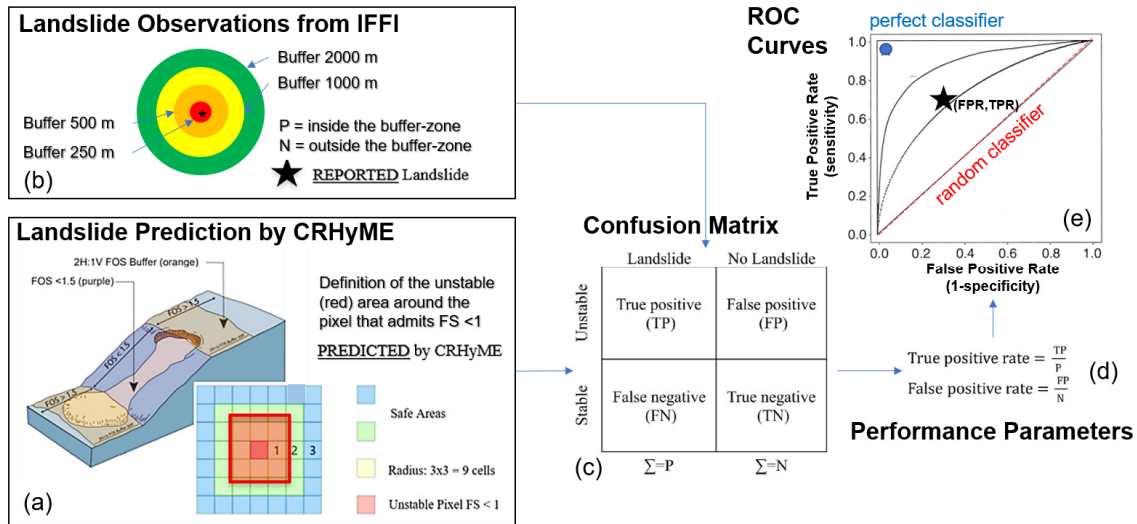 Landslide Observations from IFFI
Buffer 2000 m
Buffer 1000 m
Buffer 500 m
Buffer 250 m
P = inside the buffer-zone
N = outside the buffer-zone
REPORTED Landslide
(b)
Landslide Prediction by CRHyME
2H:1V FOS Buffer (orange)
FOS <1.5 (purple)
FOS > 1.5
FOS < 1.5
FOS > 1.5
Definition of the unstable
(red) area around the
pixel that admits FS <1
PREDICTED by CRHyME
1 2 3
Safe Areas
Radius: 3x3 = 9 cells
Unstable Pixel FS < 1
(a)
Confusion Matrix
Landslide
No Landslide
Unstable
True positive
(TP)
False positive
(FP)
Stable
False negative
(FN)
True negative
(TN)
(c)
∑=P
∑=N
ROC
Curves
perfect classifier
1.0
0.8
0.6
0.4
0.2
0.0
True Positive Rate
(sensitivity)
(FPR,TPR)
random classifier
(e)
0.0 0.2 0.4 0.6 0.8 1.0
False Positive Rate
(1-specificity)
True positive rate = TP/P
False positive rate = FP/N
(d)
Performance Parameters